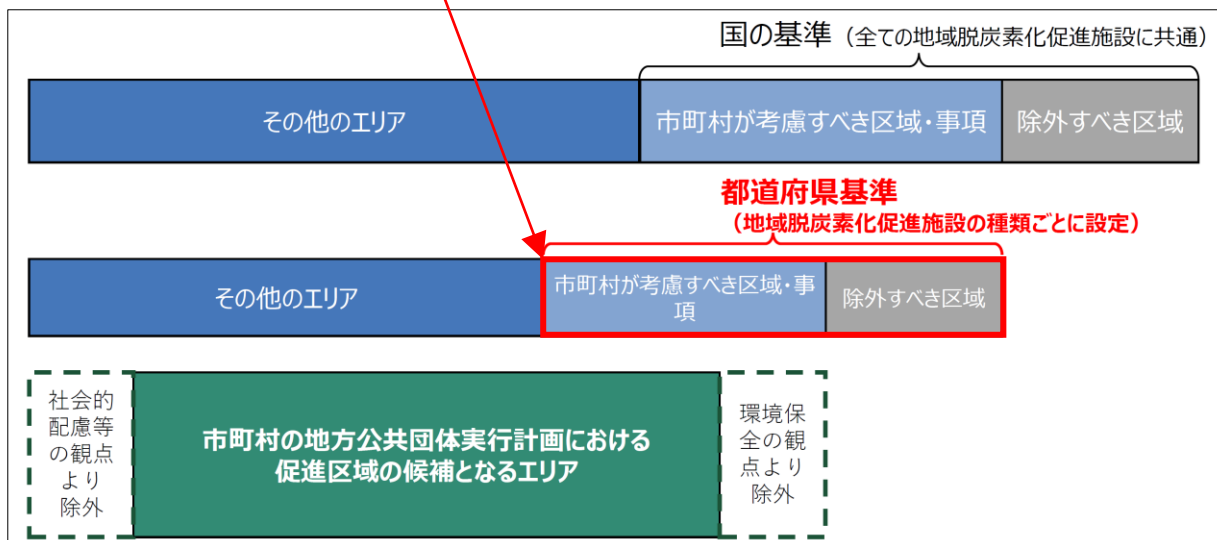 国の基準（全ての地域脱炭素化促進施設に共通）
その他のエリア
市町村が考慮すべき区域・事項
除外すべき区域
都道府県基準
（地域脱炭素化促進施設の種類ごとに設定）
その他のエリア
市町村が考慮すべき区域・事
項
除外すべき区域
社会的
配慮等
の観点
より
除外
市町村の地方公共団体実行計画における
促進区域の候補となるエリア
環境保
全の観
点より
除外